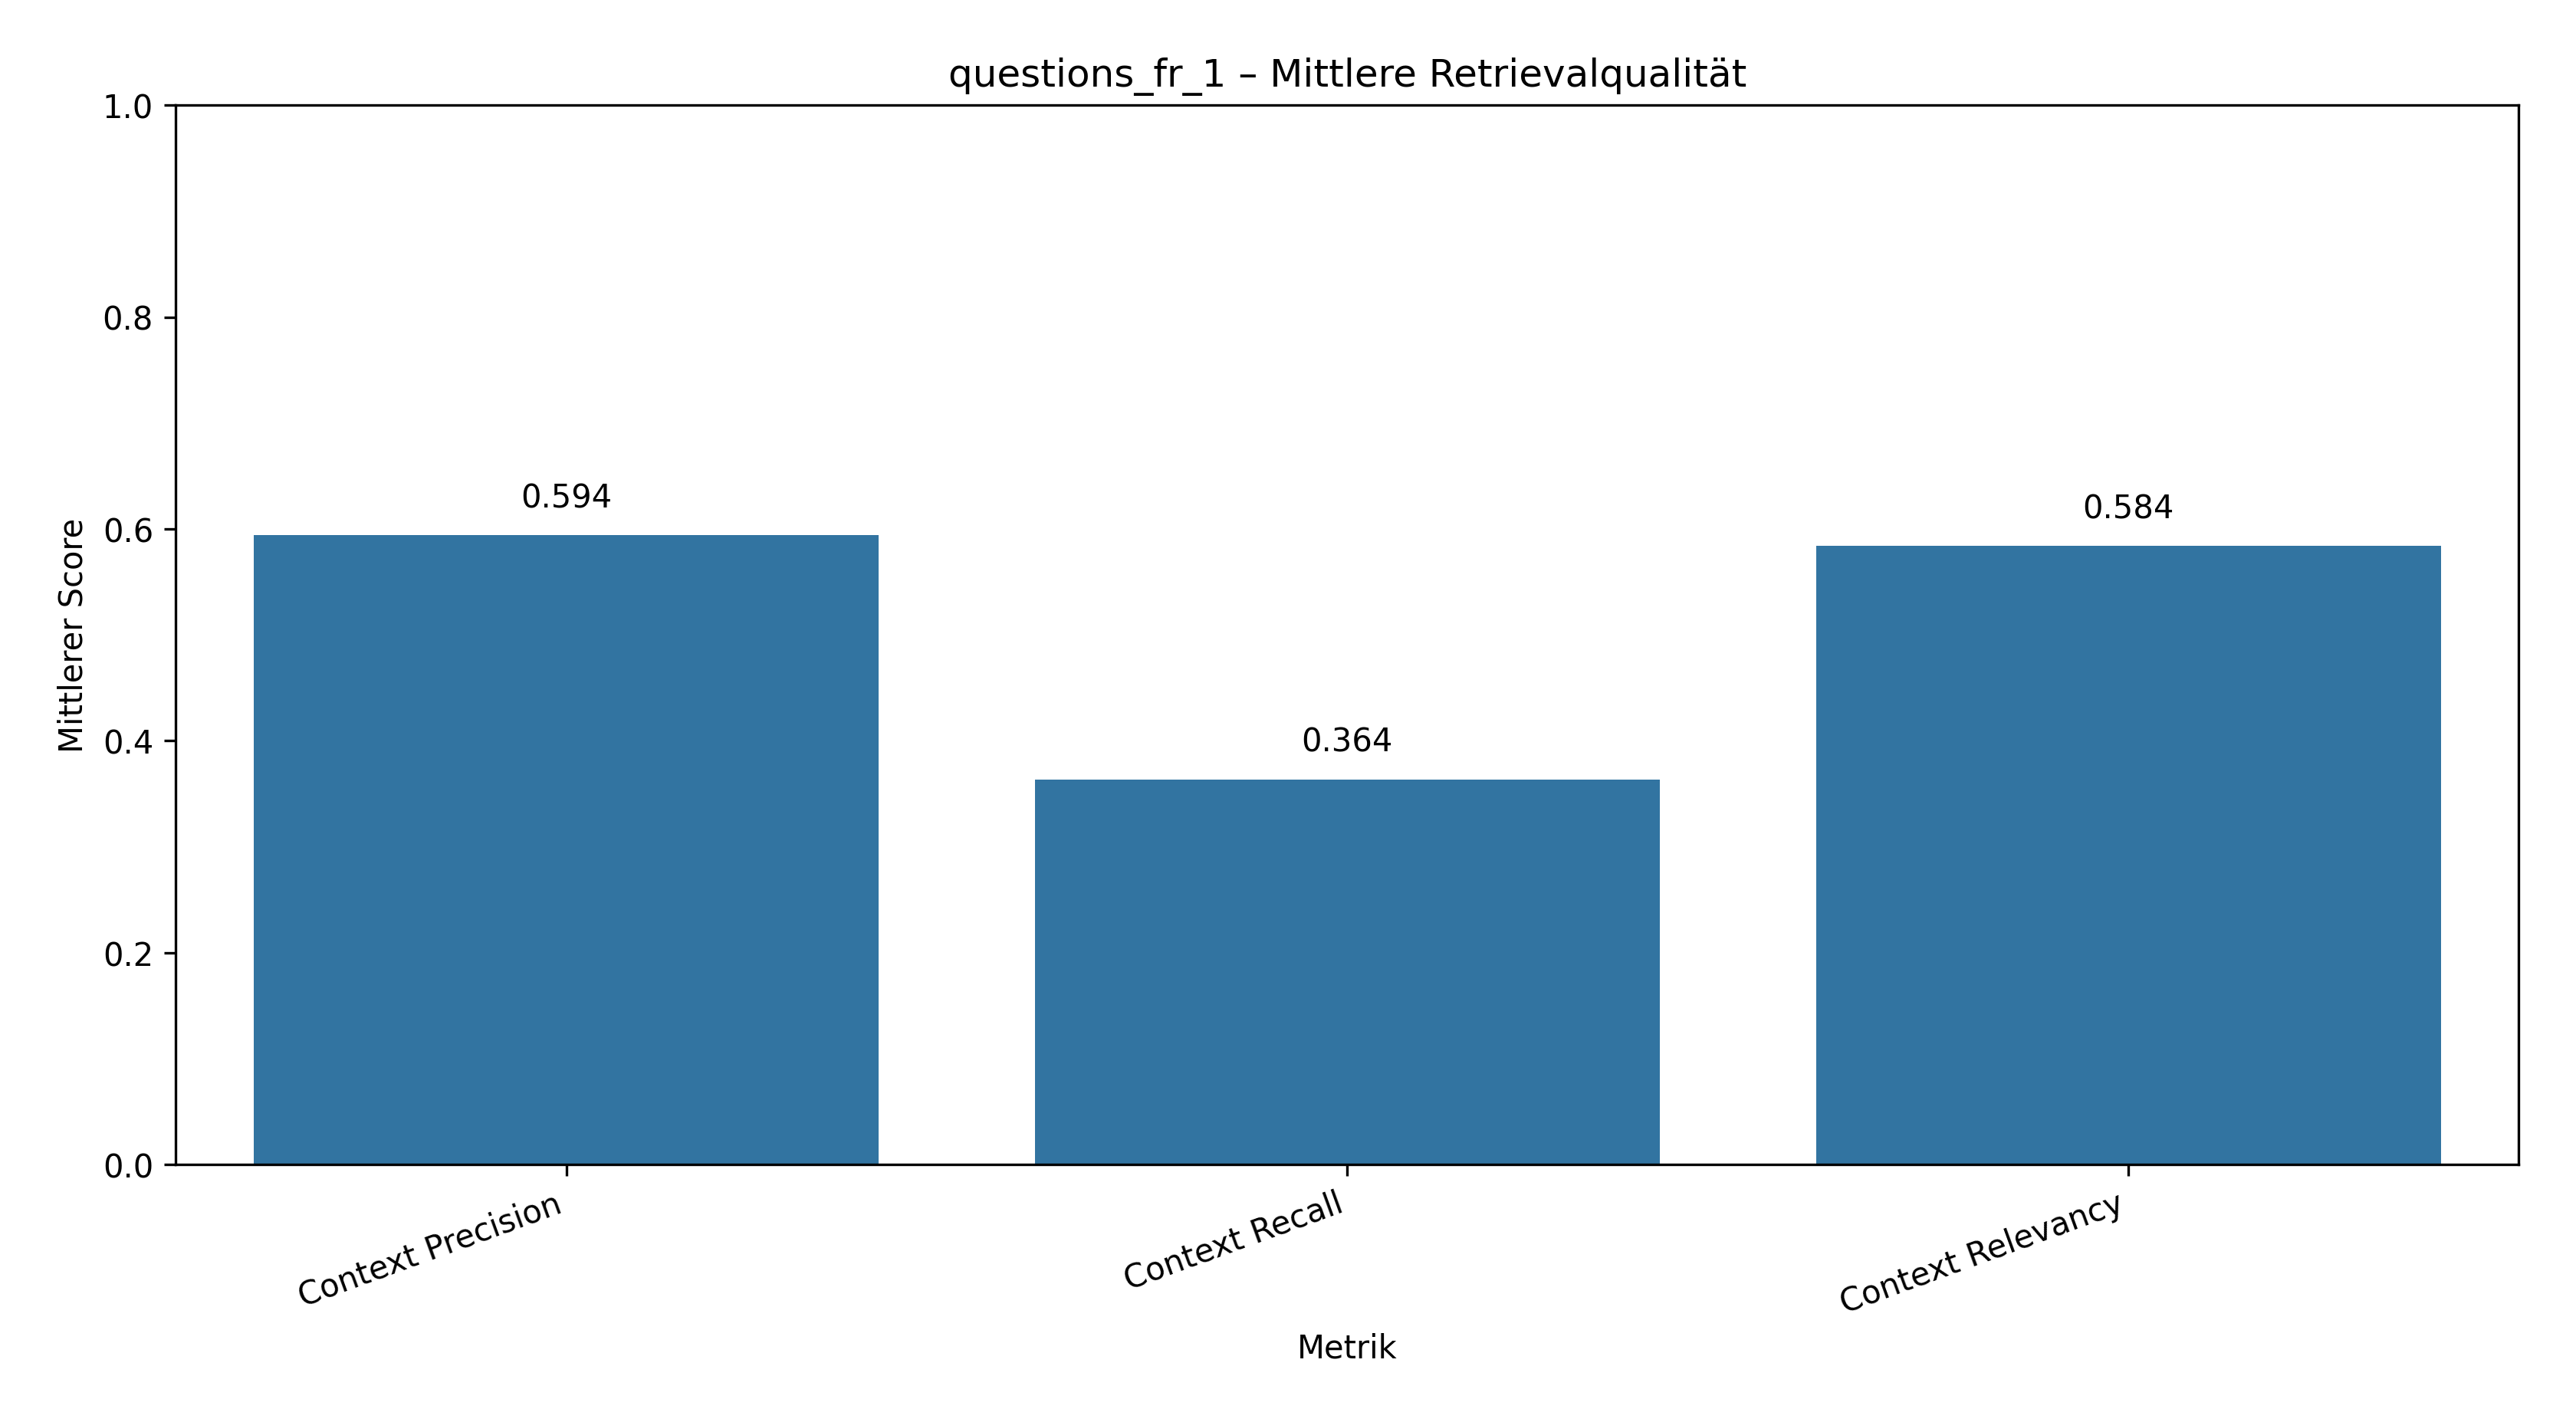 questions_fr_1 – Mittlere Retrievalqualität
1.0
0.8
0.6
0.4
0.2
0.0
Mittlerer Score
0.594
0.364
0.584
Context Precision
Context Recall
Context Relevancy
Metrik